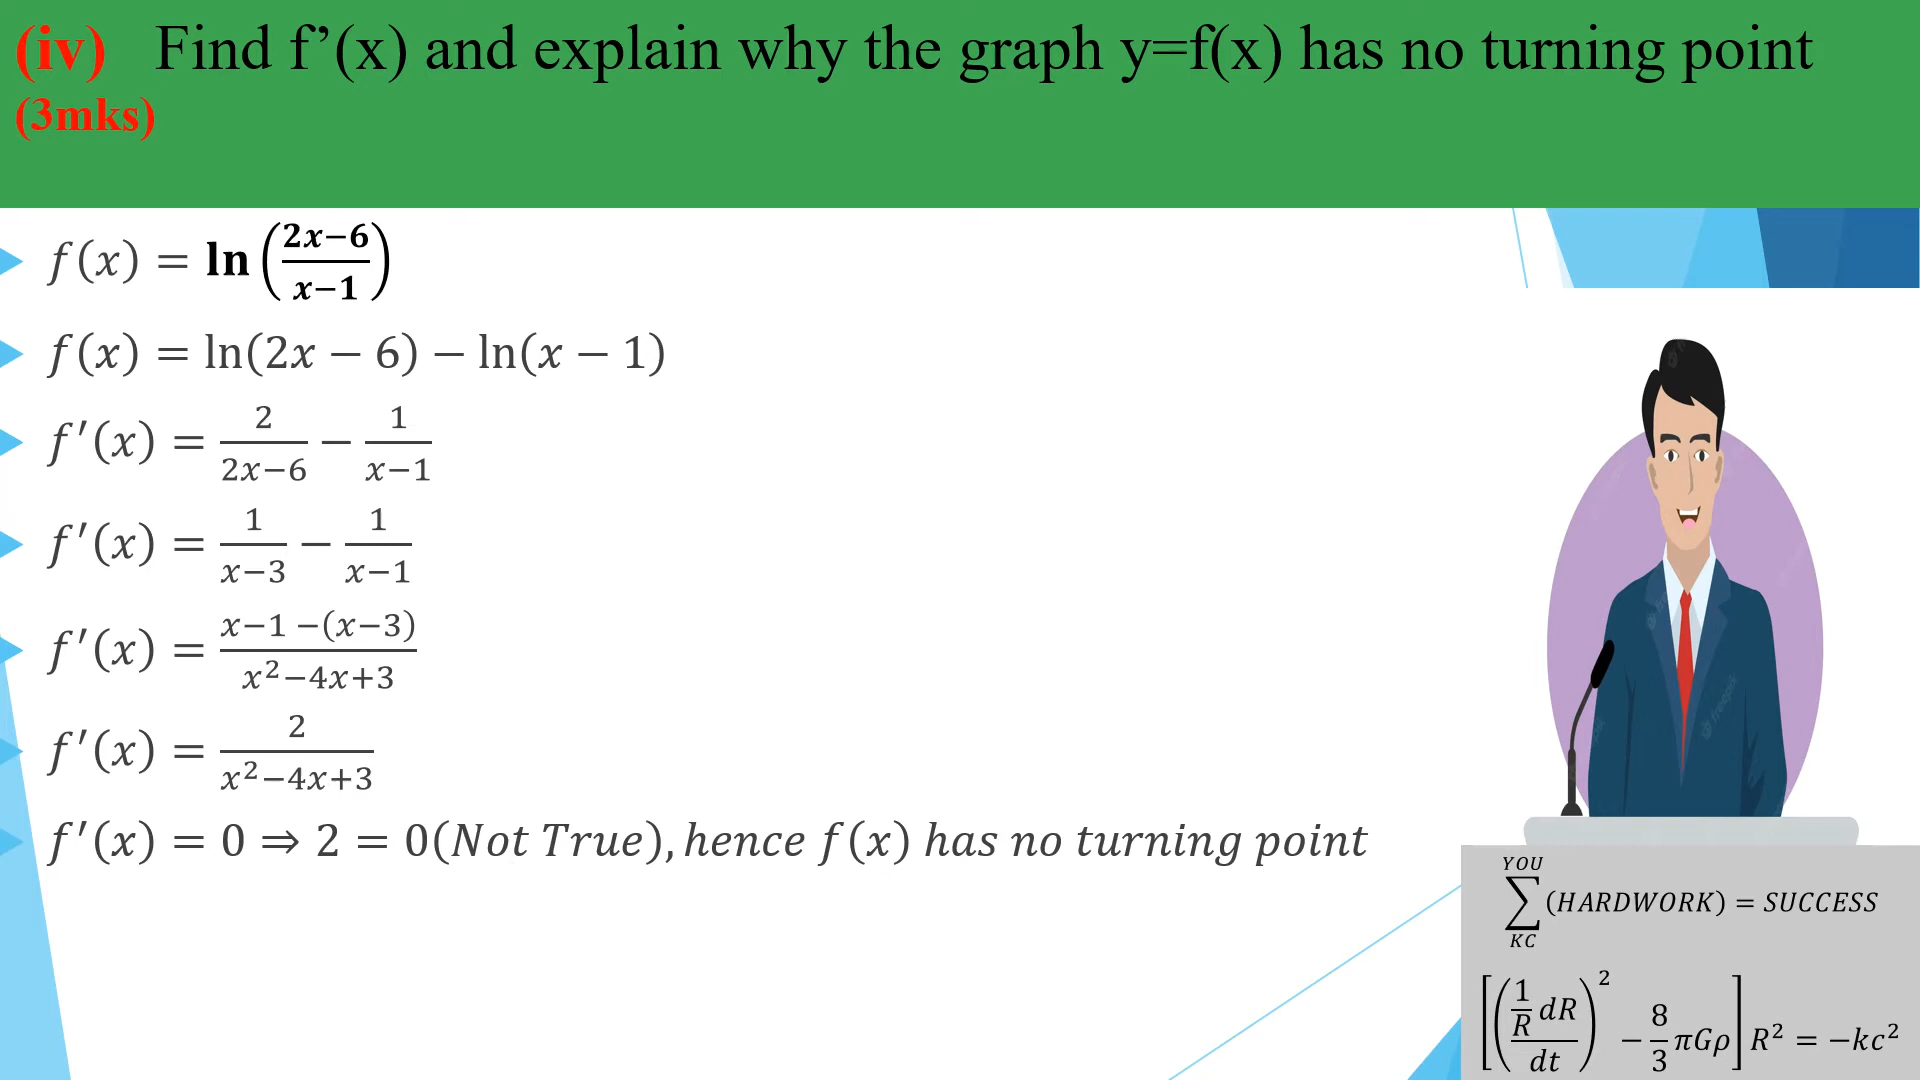 (iv) Find f’(x) and explain why the graph y=f(x) has no turning point
(3mks)
f(x) = ln((2x−6)/(x−1))
f(x) = ln(2x − 6) − ln(x − 1)
f′(x) = 2/(2x−6) − 1/(x−1)
f′(x) = 1/(x−3) − 1/(x−1)
f′(x) = (x−1 −(x−3))/(x²−4x+3)
f′(x) = 2/(x²−4x+3)
f′(x) = 0 ⇒ 2 = 0(Not True), hence f(x) has no turning point
YOU
∑(HARDWORK) = SUCCESS
KC
[((1/R dR)/dt)² − 8/3 πGρ] R² = −kc²